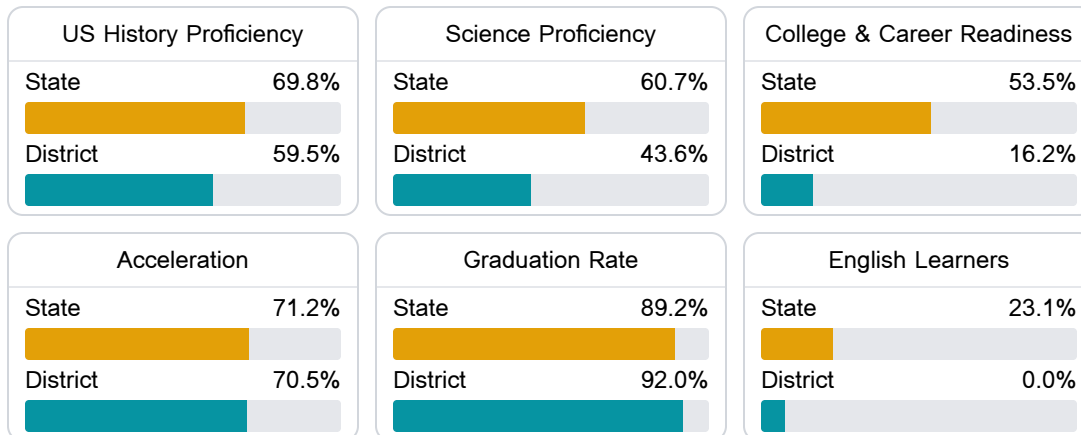 US History Proficiency
State 69.8%
District 59.5%
Science Proficiency
State 60.7%
District 43.6%
College & Career Readiness
State 53.5%
District 16.2%
Acceleration
State 71.2%
District 70.5%
Graduation Rate
State 89.2%
District 92.0%
English Learners
State 23.1%
District 0.0%